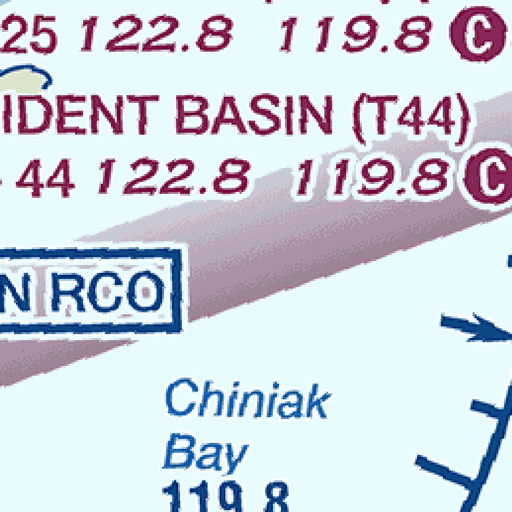 25 122.8 119.8 C
IDENT BASIN (T44)
44 122.8 119.8 C
N RCO
Chiniak
Bay
119.8